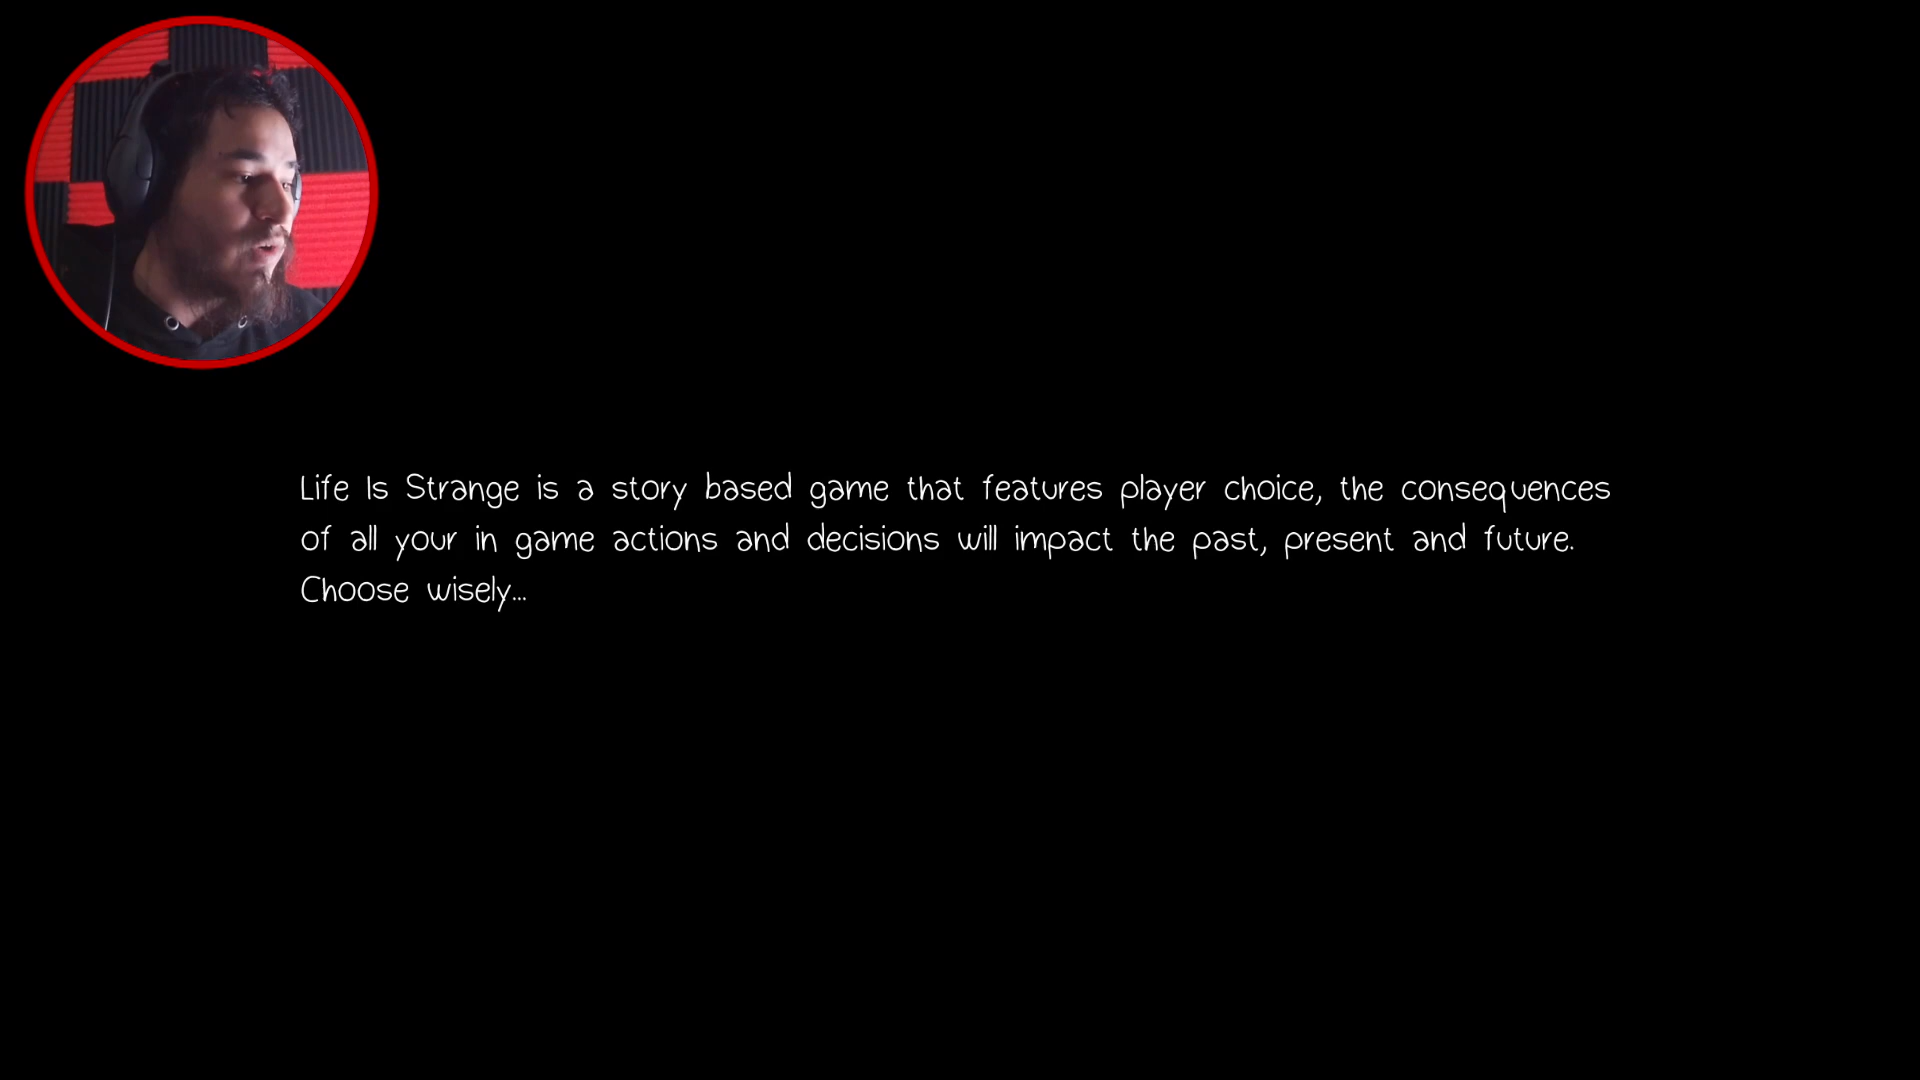 Life Is Strange is a story based game that features player choice, the consequences
of all your in game actions and decisions will impact the past, present and future.
Choose wisely...